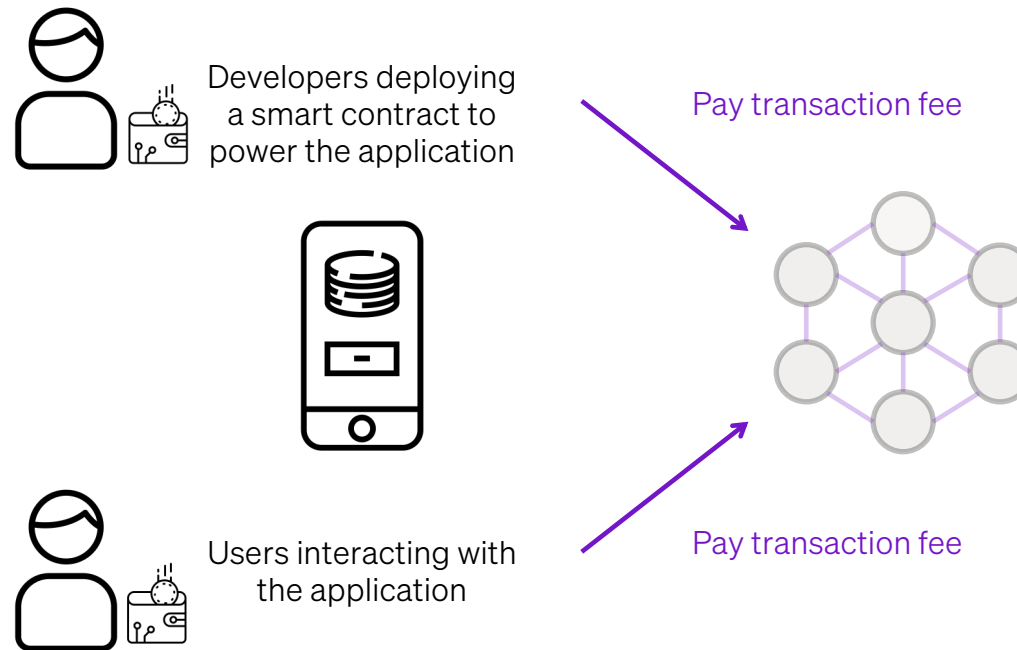 Developers deploying
a smart contract to
power the application
Pay transaction fee
Users interacting with
the application
Pay transaction fee